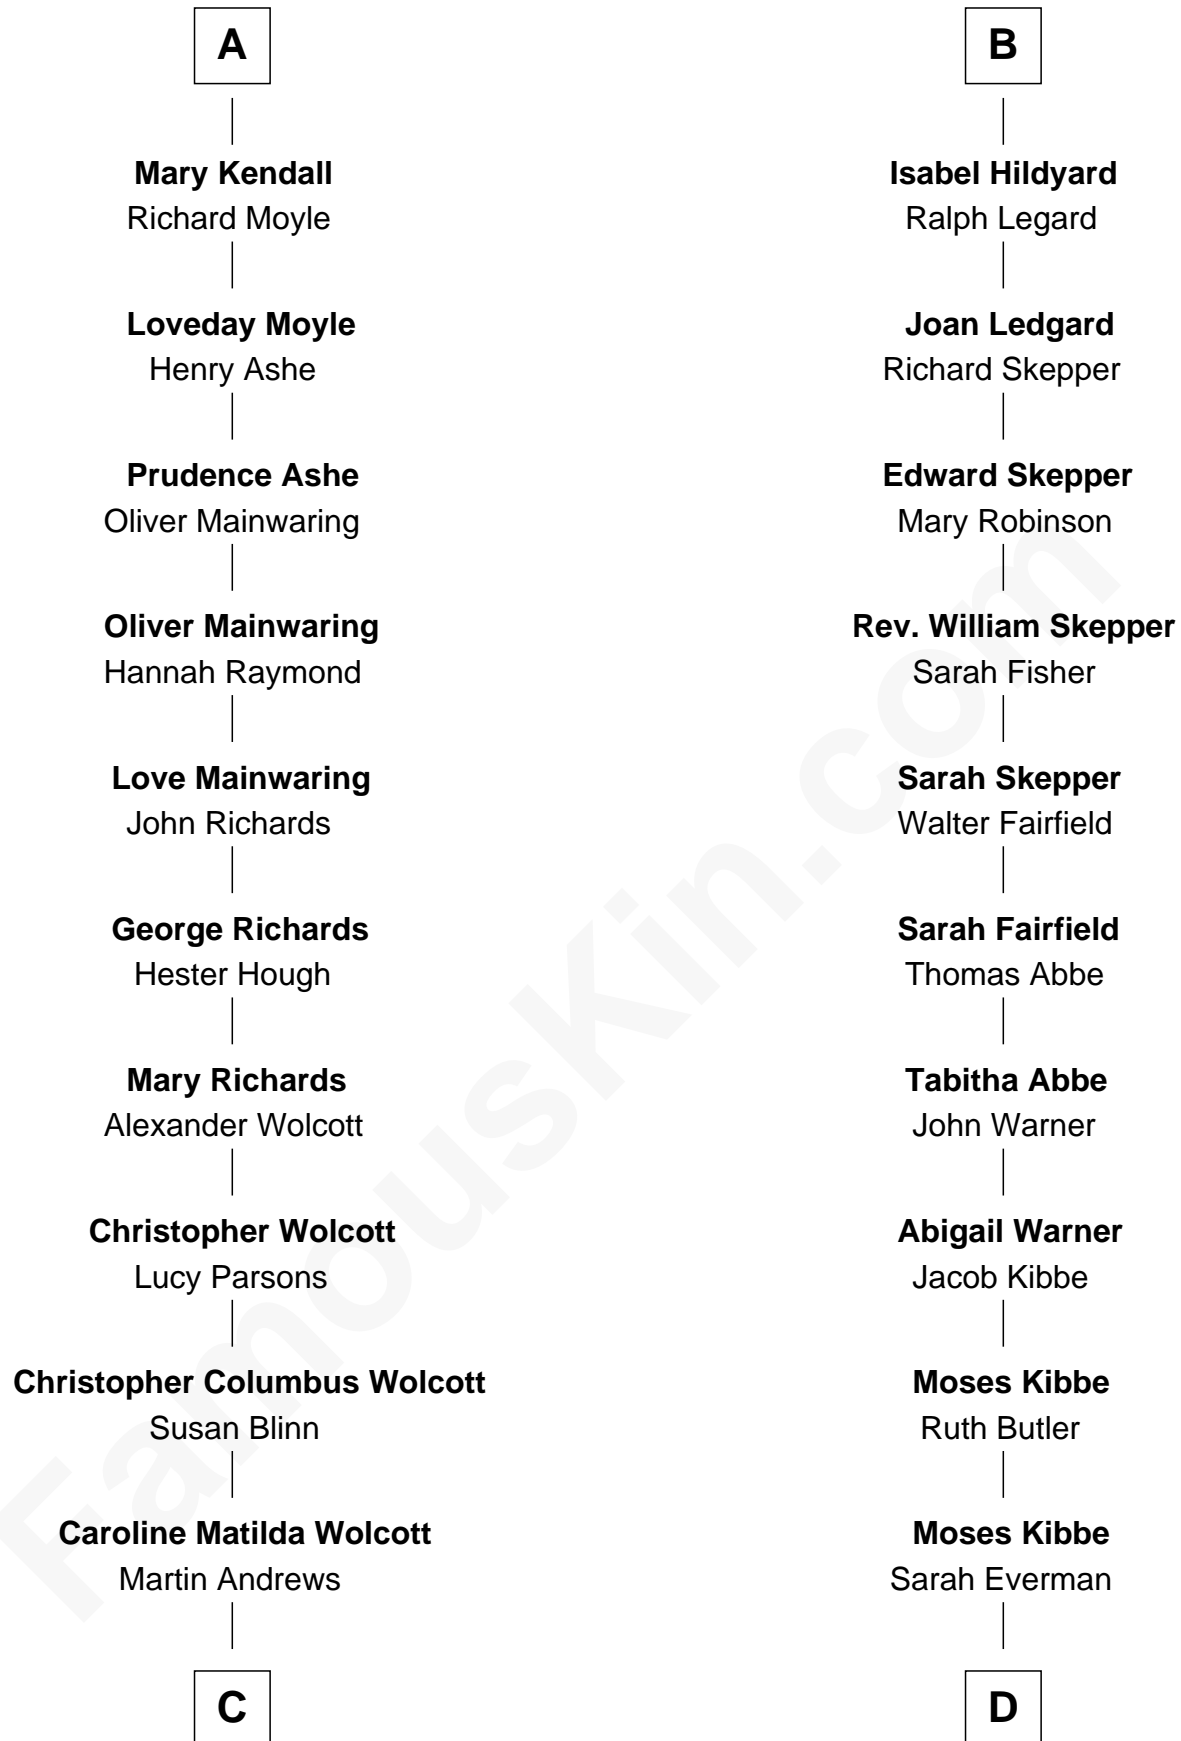 A
Mary Kendall
Richard Moyle
Loveday Moyle
Henry Ashe
Prudence Ashe
Oliver Mainwaring
Oliver Mainwaring
Hannah Raymond
Love Mainwaring
John Richards
George Richards
Hester Hough
Mary Richards
Alexander Wolcott
Christopher Wolcott
Lucy Parsons
Christopher Columbus Wolcott
Susan Blinn
Caroline Matilda Wolcott
Martin Andrews
C
B
Isabel Hildyard
Ralph Legard
Joan Ledgard
Richard Skepper
Edward Skepper
Mary Robinson
Rev. William Skepper
Sarah Fisher
Sarah Skepper
Walter Fairfield
Sarah Fairfield
Thomas Abbe
Tabitha Abbe
John Warner
Abigail Warner
Jacob Kibbe
Moses Kibbe
Ruth Butler
Moses Kibbe
Sarah Everman
D
FamousKin.com